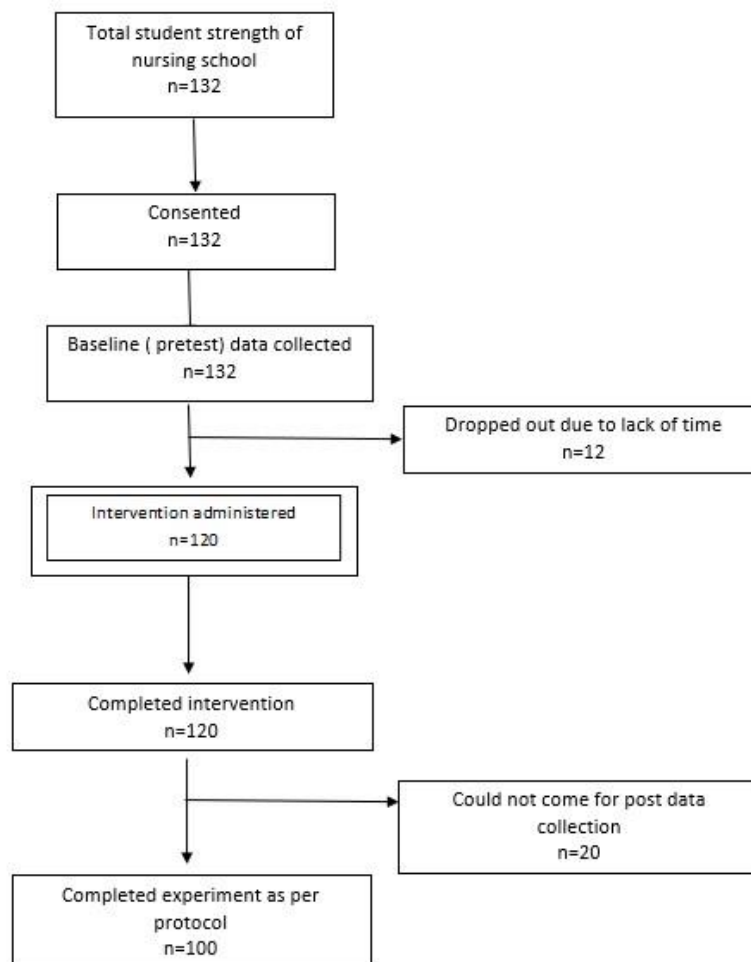 Total student strength of
nursing school
n=132
Consented
n=132
Baseline ( pretest) data collected
n=132
Dropped out due to lack of time
n=12
Intervention administered
n=120
Completed intervention
n=120
Could not come for post data
collection
n=20
Completed experiment as per
protocol
n=100